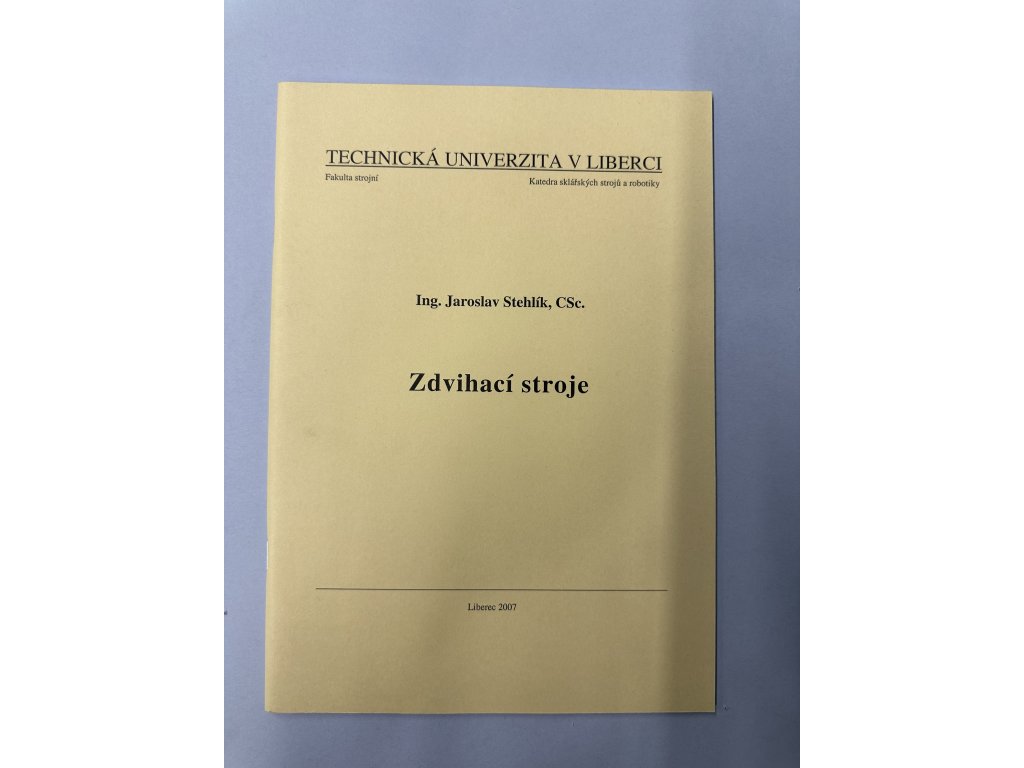 TECHNICKÁ UNIVERZITA V LIBERCI
Fakulta strojní Katedra sklářských strojů a robotiky
Ing. Jaroslav Stehlík, CSc.
Zdvihací stroje
Liberec 2007